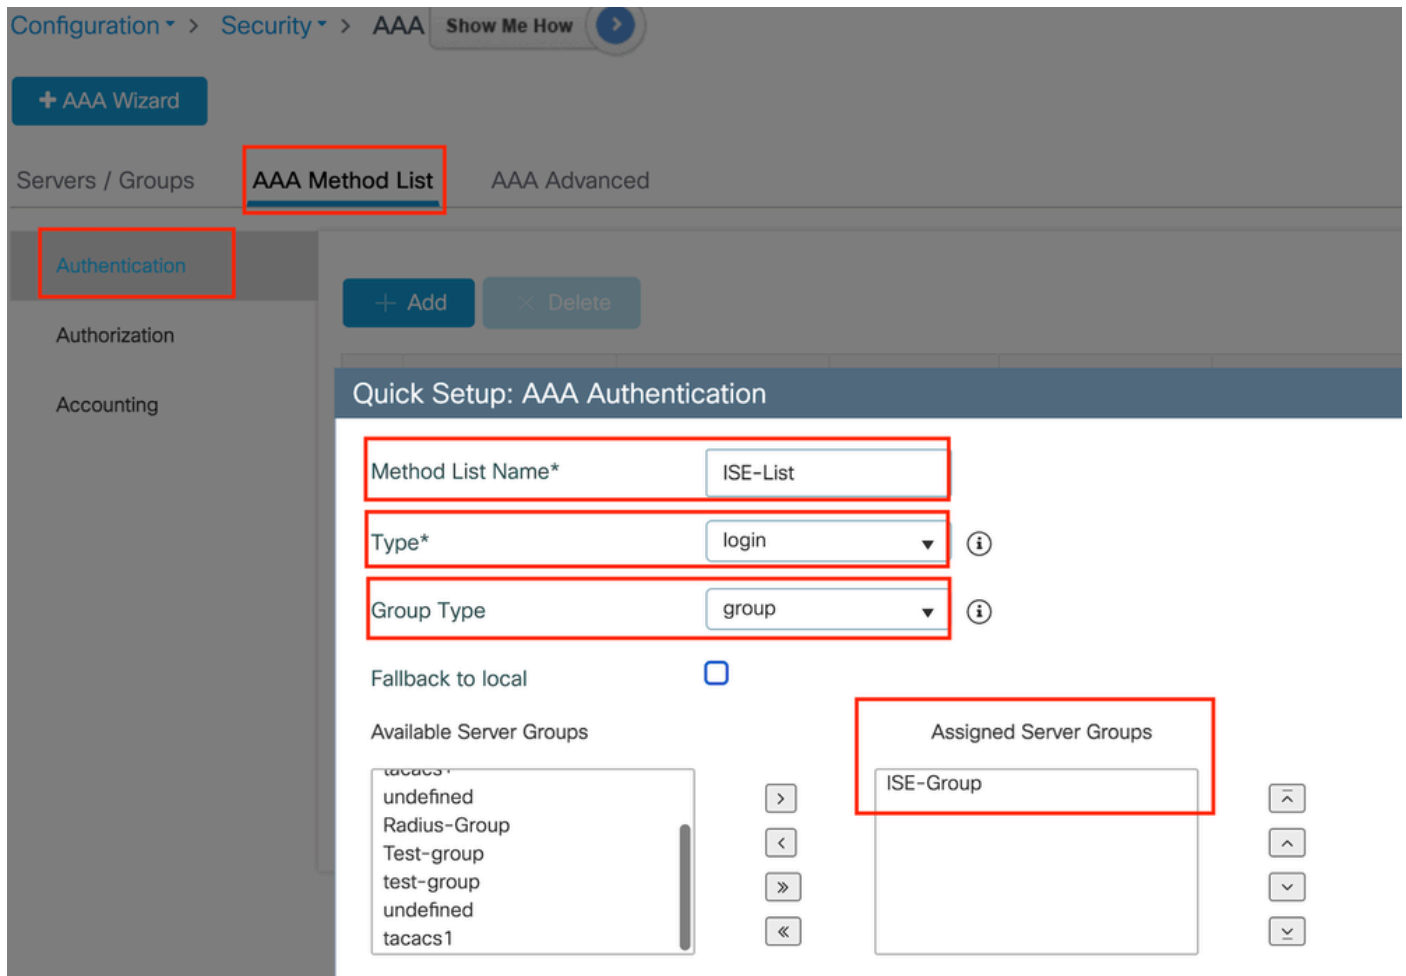 Configuration > Security > AAA Show Me How
+ AAA Wizard
Servers / Groups AAA Method List AAA Advanced
Authentication
Authorization
Accounting
+ Add × Delete
Quick Setup: AAA Authentication
Method List Name* ISE-List
Type* login
Group Type group
Fallback to local
Available Server Groups Assigned Server Groups
undefined ISE-Group
Radius-Group
Test-group
test-group
undefined
tacacs1